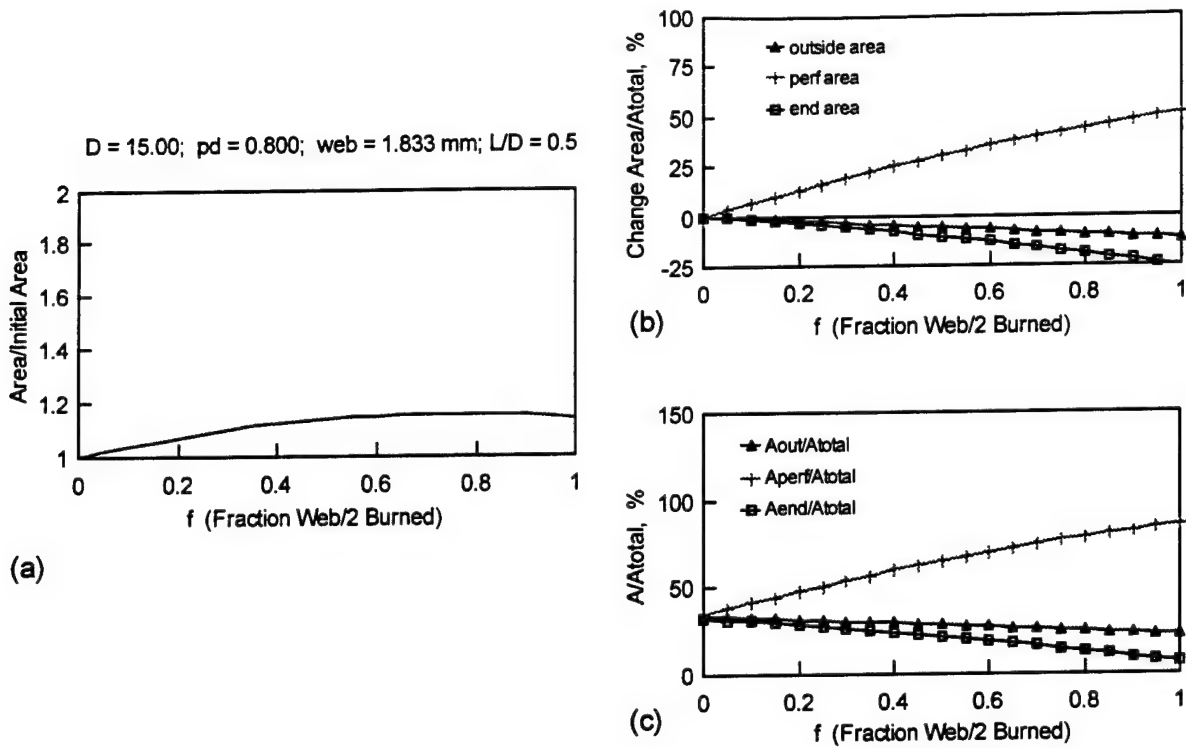 D = 15.00; pd = 0.800; web = 1.833 mm; L/D = 0.5
Area/Initial Area
2
1.8
1.6
1.4
1.2
1
0
0.2
0.4
0.6
0.8
1
f (Fraction Web/2 Burned)
(a)
Change Area/Atotal, %
100
75
50
25
0
-25
outside area
perf area
end area
0
0.2
0.4
0.6
0.8
1
f (Fraction Web/2 Burned)
(b)
A/Atotal, %
150
100
50
0
Aout/Atotal
Aperf/Atotal
Aend/Atotal
0
0.2
0.4
0.6
0.8
1
f (Fraction Web/2 Burned)
(c)